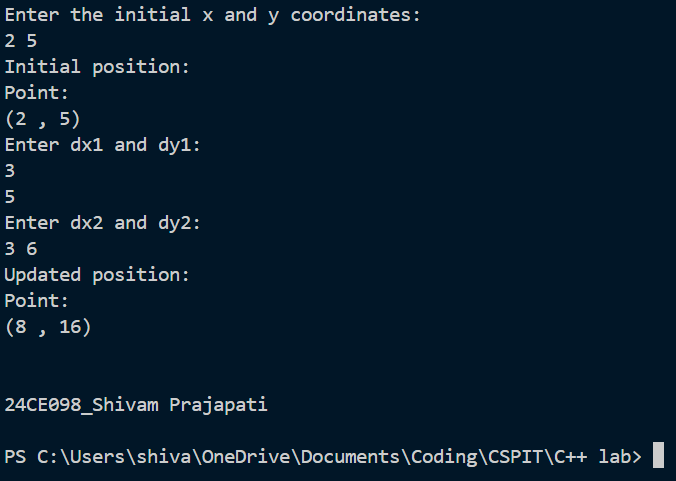 Enter the initial x and y coordinates:
2 5
Initial position:
Point:
(2 , 5)
Enter dx1 and dy1:
3
5
Enter dx2 and dy2:
3 6
Updated position:
Point:
(8 , 16)
24CE098_Shivam Prajapati
PS C:\Users\shiva\OneDrive\Documents\Coding\CSPIT\C++ lab>